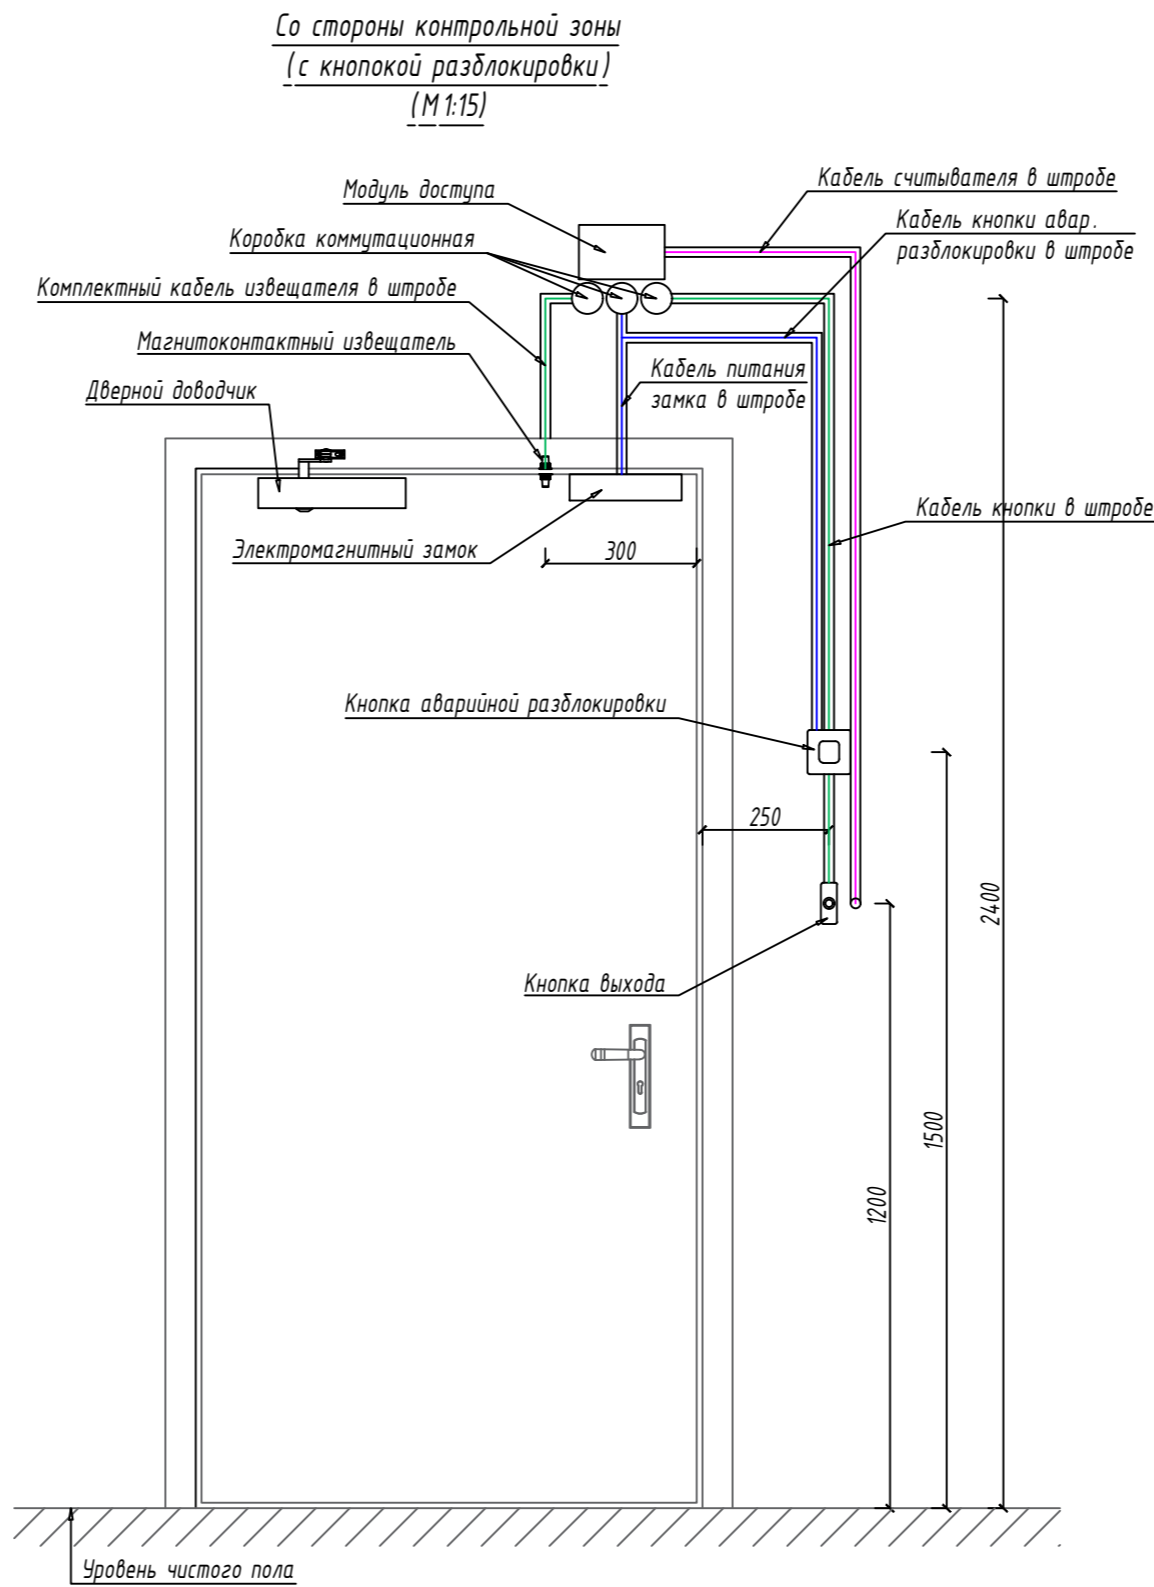 Со стороны контрольной зоны
(с кнопокой разблокировки)
(М 1:15)
Модуль доступа
Кабель считывателя в штробе
Коробка коммутационная
Кабель кнопки авар.
разблокировки в штробе
Комплектный кабель извещателя в штробе
Магнитоконтактный извещатель
Кабель питания
замка в штробе
Дверной доводчик
Кабель кнопки в штробе
Электромагнитный замок
300
Кнопка аварийной разблокировки
250
2400
Кнопка выхода
1500
1200
Уровень чистого пола